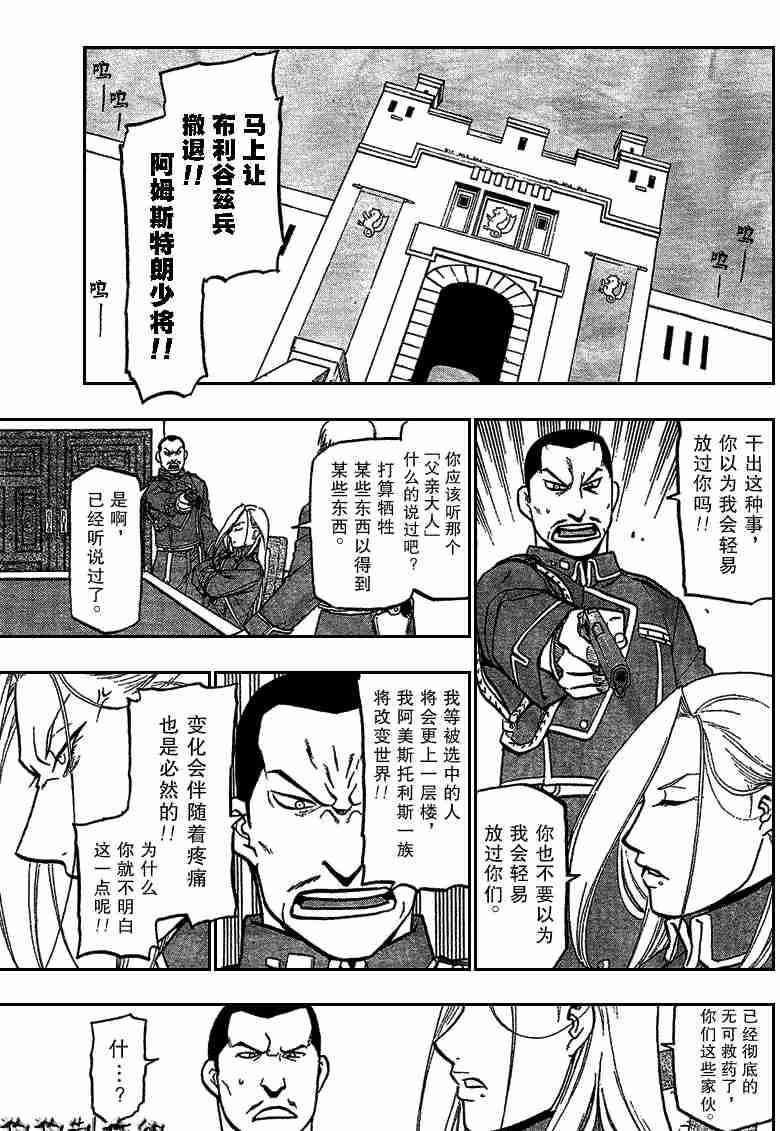 马上让
布利谷兹兵
撤退!!
阿姆斯特朗少将!!
呜—
呜—
呜—
呜—
呜—
干出这种事，
你以为我会轻易
放过你吗!!
你也不要以为
我会轻易
放过你们。
你应该听那个
「父亲大人」
什么的说过吧？
打算牺牲
某些东西以得到
某些东西。
是啊，
已经听说过了。
我等被选中的人
将会更上一层楼，
我阿美斯托利斯一族
将改变世界!!
变化会伴随着疼痛
也是必然的!!
为什么
你就不明白
这一点呢!!
已经彻底的
无可救药了，
你们这些家伙。
什…？